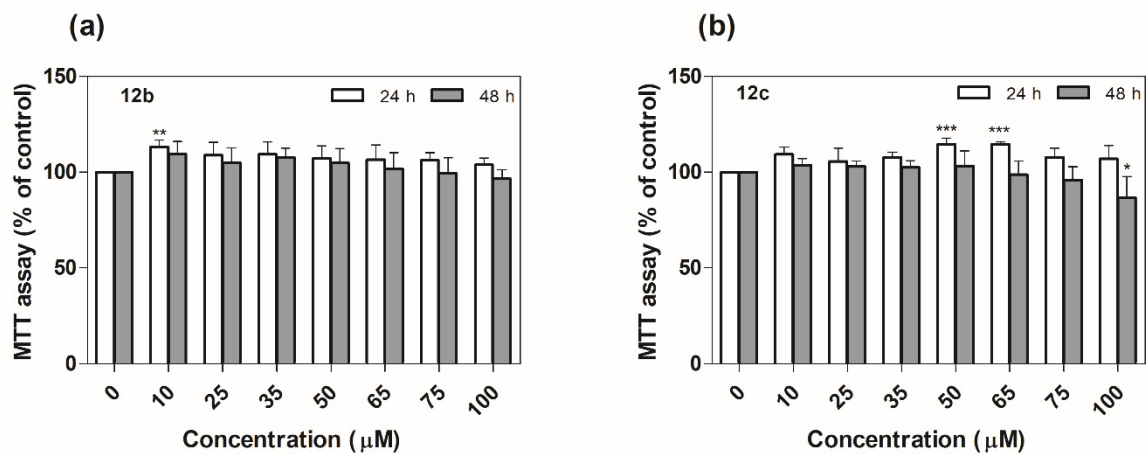 (a)
MTT assay (% of control)
150
100
50
0
12b
24 h
48 h
**
0
10
25
35
50
65
75
100
Concentration (μM)
(b)
MTT assay (% of control)
150
100
50
0
12c
24 h
48 h
***
***
*
0
10
25
35
50
65
75
100
Concentration (μM)